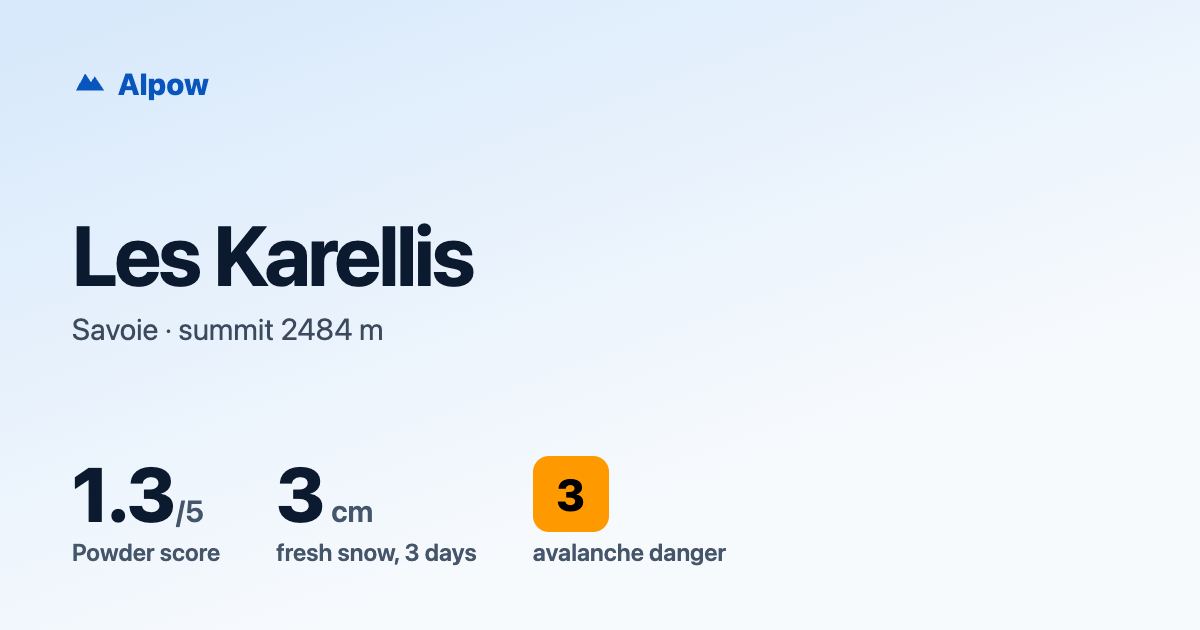 Alpow
Les Karellis
Savoie · summit 2484 m
1.3/5
Powder score
3 cm
fresh snow, 3 days
3
avalanche danger